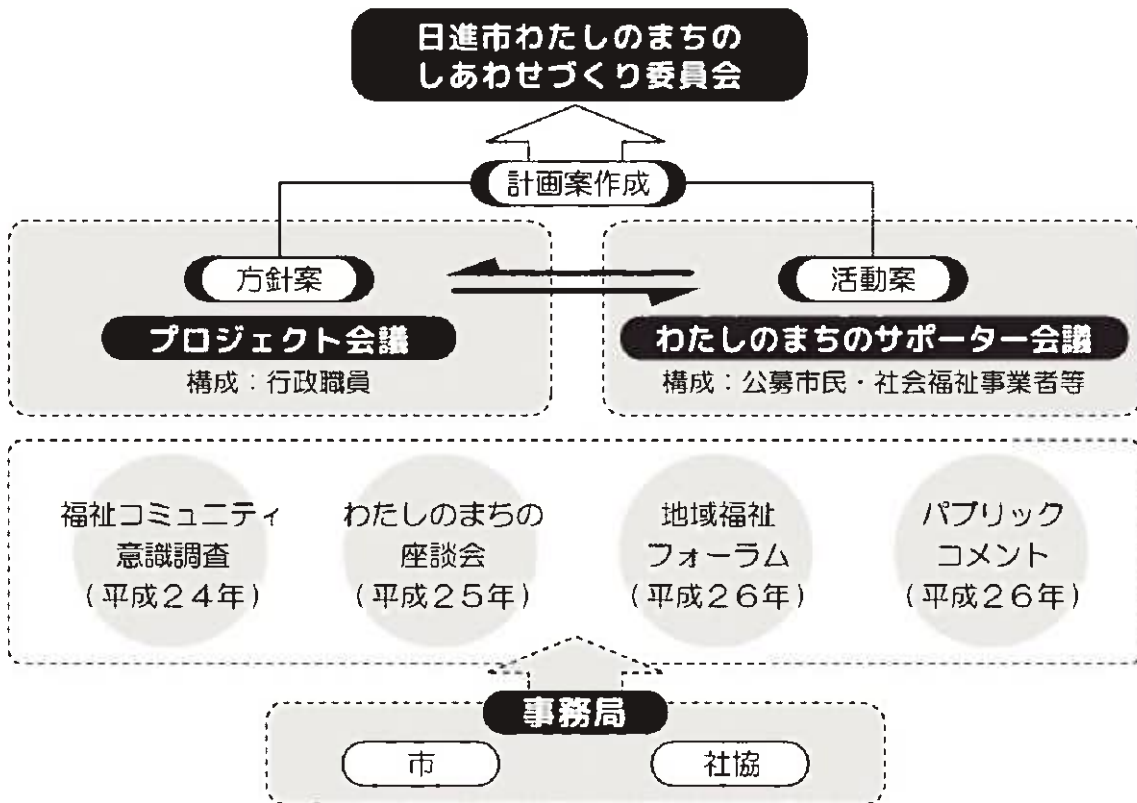 日進市わたしのまちの
しあわせづくり委員会
計画案作成
方針案
活動案
プロジェクト会議
わたしのまちのサポーター会議
構成：行政職員
構成：公募市民・社会福祉事業者等
福祉コミュニティ
意識調査
(平成24年)
わたしのまちの
座談会
(平成25年)
地域福祉
フォーラム
(平成26年)
パブリック
コメント
(平成26年)
事務局
市
社協